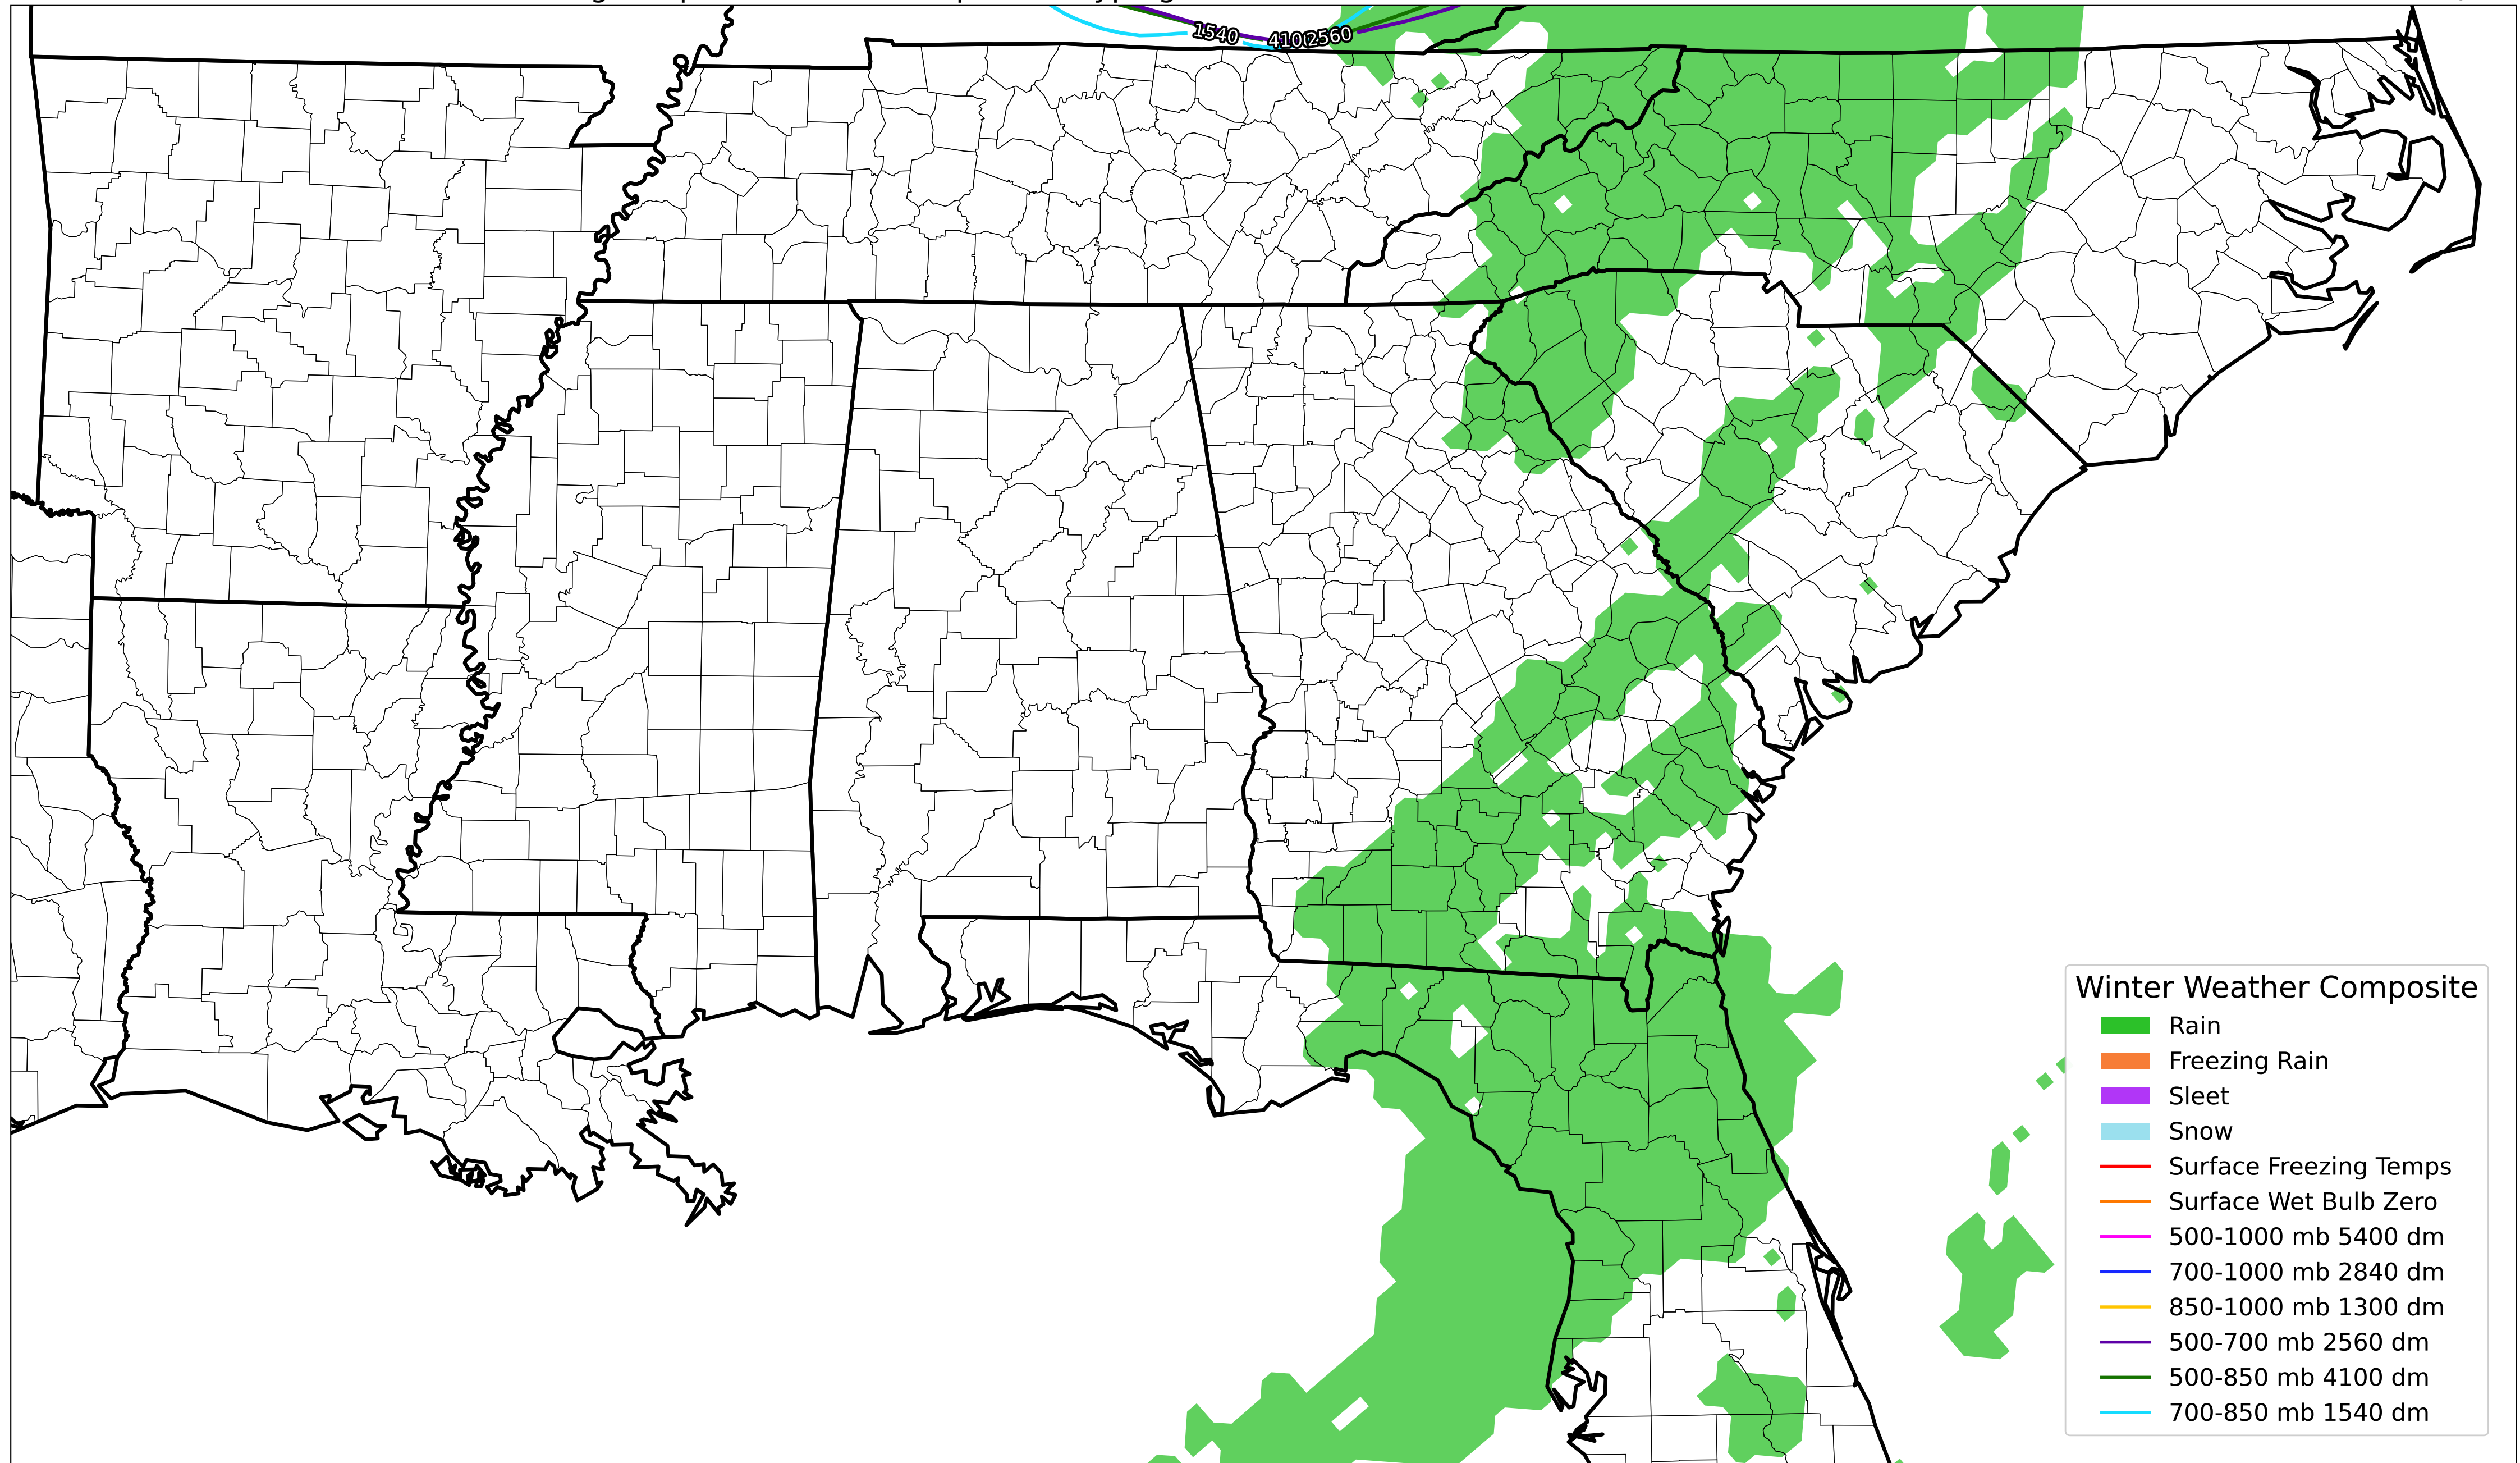 1540 4100 2560
Winter Weather Composite
Rain
Freezing Rain
Sleet
Snow
Surface Freezing Temps
Surface Wet Bulb Zero
500-1000 mb 5400 dm
700-1000 mb 2840 dm
850-1000 mb 1300 dm
500-700 mb 2560 dm
500-850 mb 4100 dm
700-850 mb 1540 dm